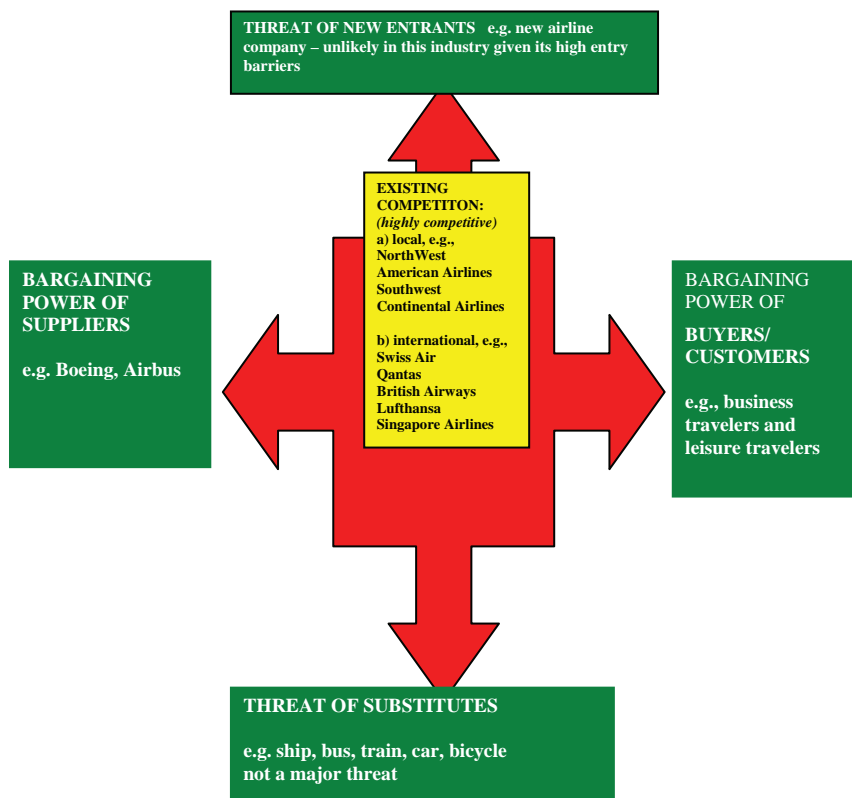 THREAT OF NEW ENTRANTS e.g. new airline
company – unlikely in this industry given its high entry
barriers
EXISTING
COMPETITON:
(highly competitive)
a) local, e.g.,
NorthWest
American Airlines
Southwest
Continental Airlines
b) international, e.g.,
Swiss Air
Qantas
British Airways
Lufthansa
Singapore Airlines
BARGAINING
POWER OF
SUPPLIERS
e.g. Boeing, Airbus
BARGAINING
POWER OF
BUYERS/
CUSTOMERS
e.g., business
travelers and
leisure travelers
THREAT OF SUBSTITUTES
e.g. ship, bus, train, car, bicycle
not a major threat